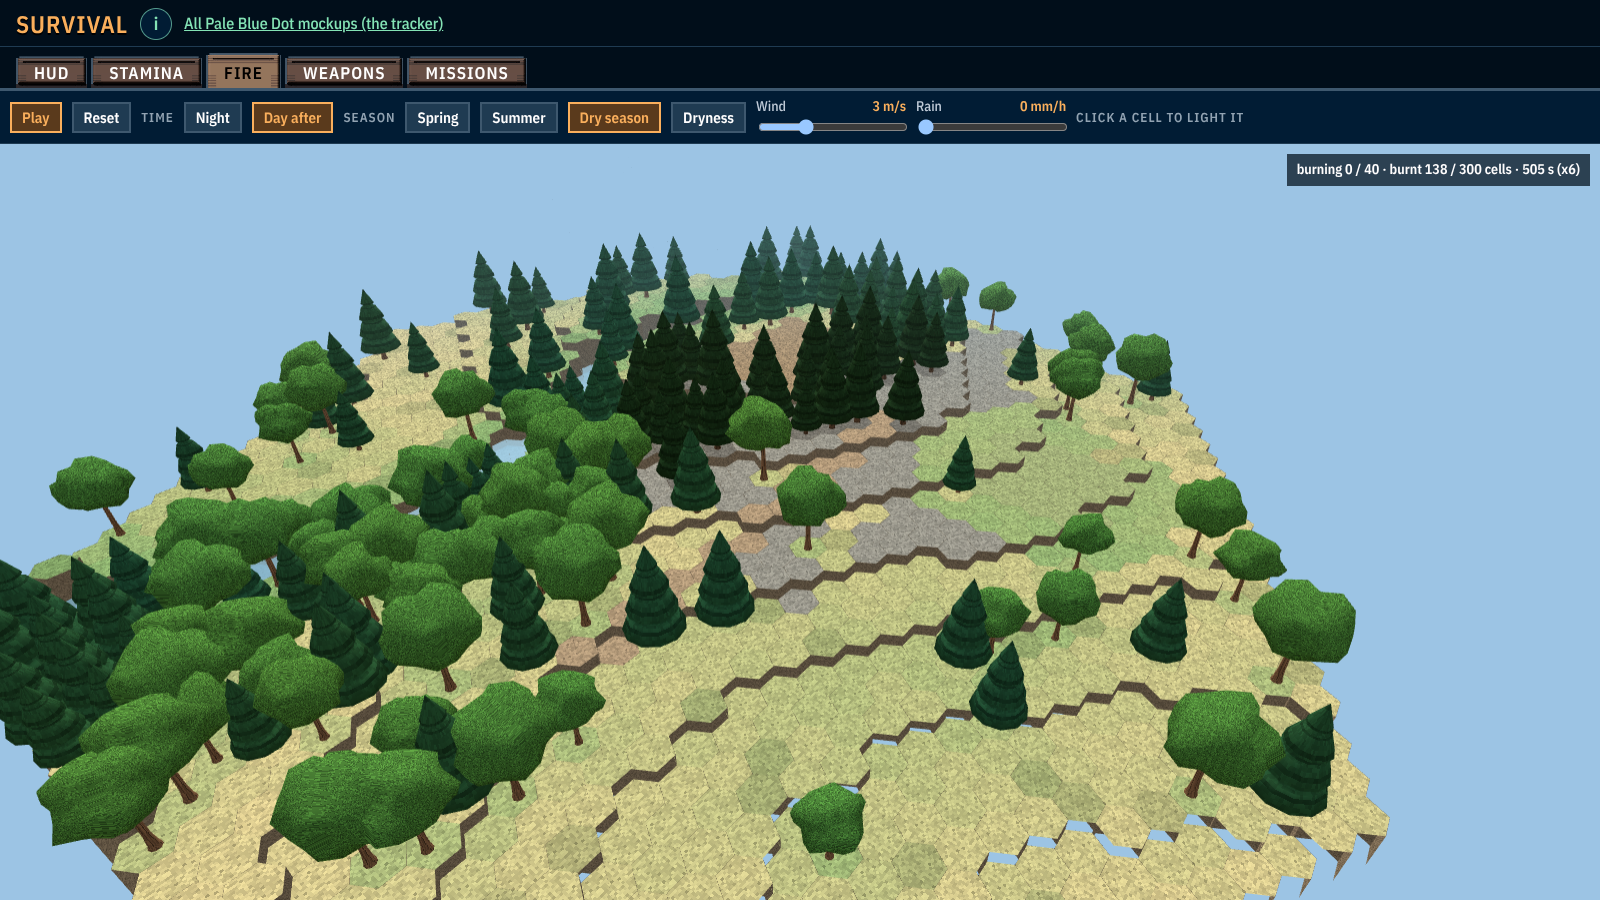 SURVIVAL i All Pale Blue Dot mockups (the tracker)
HUD STAMINA FIRE WEAPONS MISSIONS
Play Reset TIME Night Day after SEASON Spring Summer Dry season Dryness Wind 3 m/s Rain 0 mm/h CLICK A CELL TO LIGHT IT
burning 0 / 40 · burnt 138 / 300 cells · 505 s (x6)